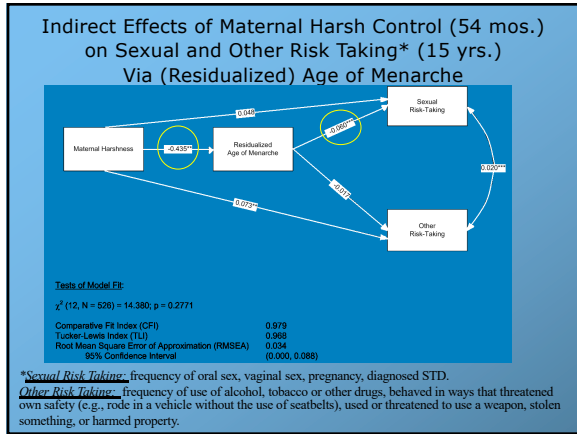 Indirect Effects of Maternal Harsh Control (54 mos.)
on Sexual and Other Risk Taking* (15 yrs.)
Via (Residualized) Age of Menarche
Sexual
Risk-Taking
0.048
-0.060**
Maternal Harshness
-0.435**
Residualized
Age of Menarche
0.020***
-0.017
0.073**
Other
Risk-Taking
Tests of Model Fit:
χ² (12, N = 526) = 14.380; p = 0.2771
Comparative Fit Index (CFI) 0.979
Tucker-Lewis Index (TLI) 0.968
Root Mean Square Error of Approximation (RMSEA) 0.034
95% Confidence Interval (0.000, 0.088)
*Sexual Risk Taking: frequency of oral sex, vaginal sex, pregnancy, diagnosed STD.
Other Risk Taking: frequency of use of alcohol, tobacco or other drugs, behaved in ways that threatened
own safety (e.g., rode in a vehicle without the use of seatbelts), used or threatened to use a weapon, stolen
something, or harmed property.